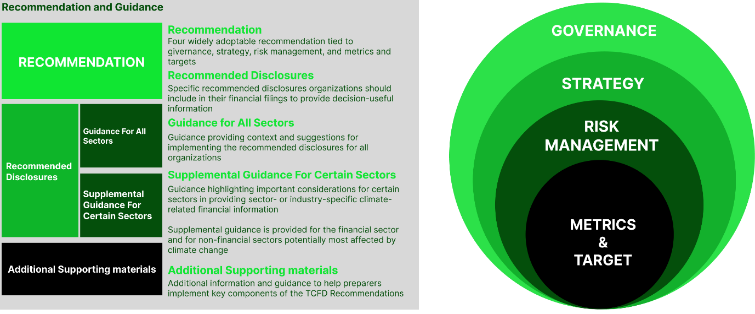 Recommendation and Guidance
RECOMMENDATION
Recommended
Disclosures
Guidance For All
Sectors
Supplemental
Guidance For
Certain Sectors
Additional Supporting materials
Recommendation
Four widely adoptable recommendation tied to
governance, strategy, risk management, and metrics and
targets
Recommended Disclosures
Specific recommended disclosures organizations should
include in their financial filings to provide decision-useful
information
Guidance for All Sectors
Guidance providing context and suggestions for
implementing the recommended disclosures for all
organizations
Supplemental Guidance For Certain Sectors
Guidance highlighting important considerations for certain
sectors in providing sector- or industry-specific climate-
related financial information
Supplemental guidance is provided for the financial sector
and for non-financial sectors potentially most affected by
climate change
Additional Supporting materials
Additional information and guidance to help preparers
implement key components of the TCFD Recommendations
GOVERNANCE
STRATEGY
RISK
MANAGEMENT
METRICS
&
TARGET